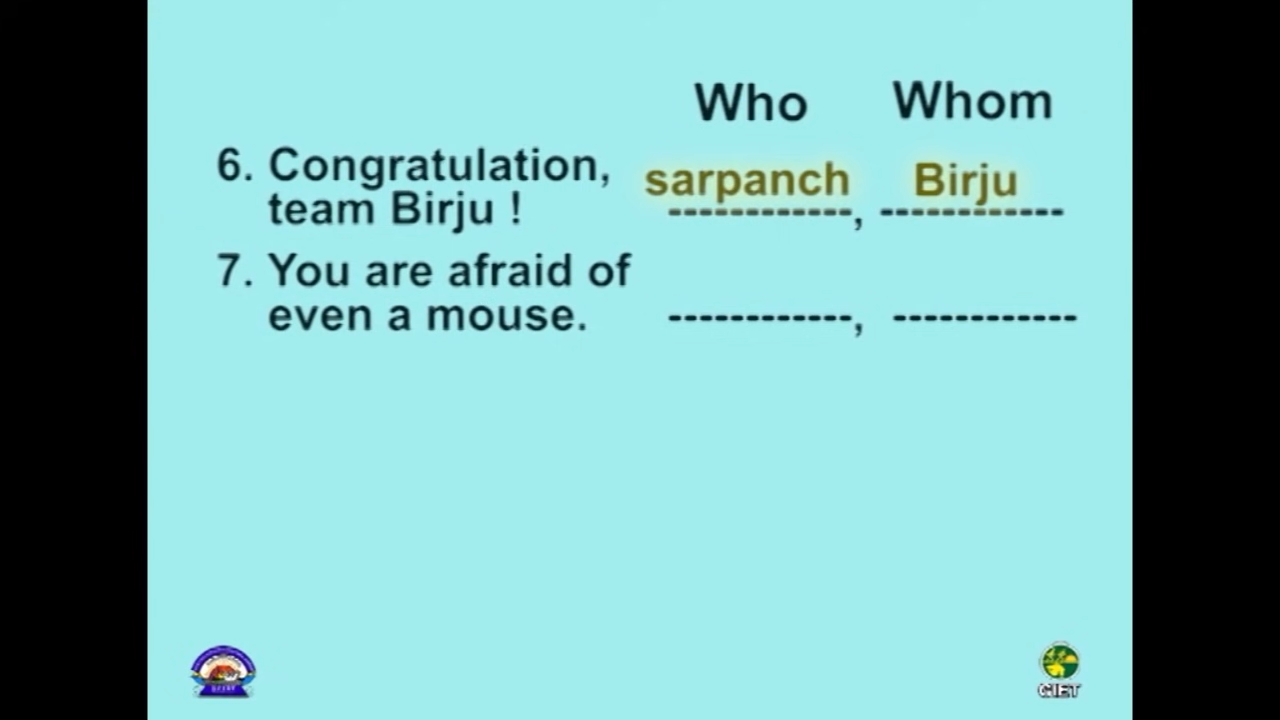 Who Whom
6. Congratulation, sarpanch Birju
team Birju ! ------------, ------------
7. You are afraid of
even a mouse. ------------, ------------
CIET